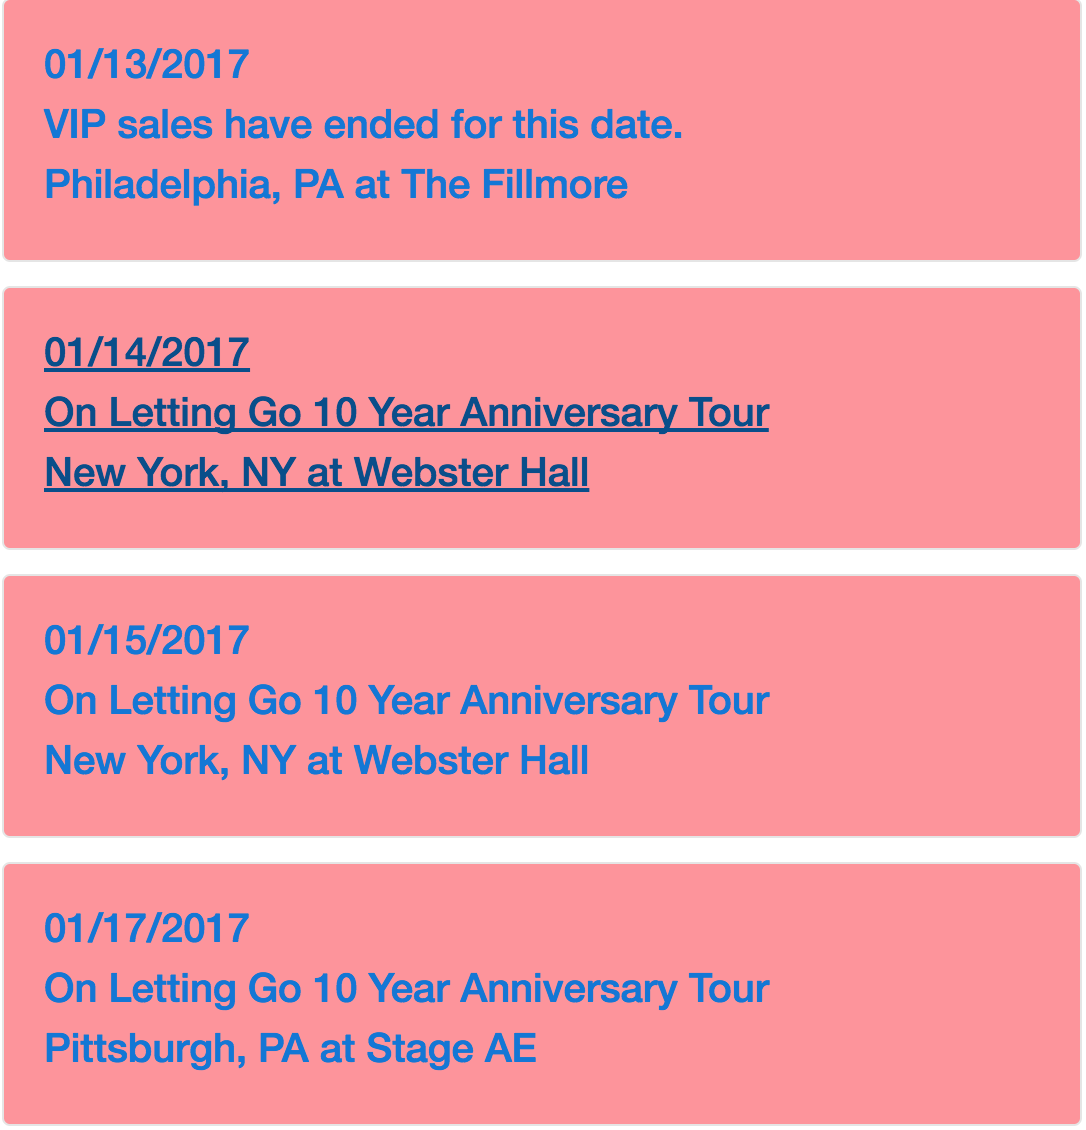 01/13/2017
VIP sales have ended for this date.
Philadelphia, PA at The Fillmore
01/14/2017
On Letting Go 10 Year Anniversary Tour
New York, NY at Webster Hall
01/15/2017
On Letting Go 10 Year Anniversary Tour
New York, NY at Webster Hall
01/17/2017
On Letting Go 10 Year Anniversary Tour
Pittsburgh, PA at Stage AE